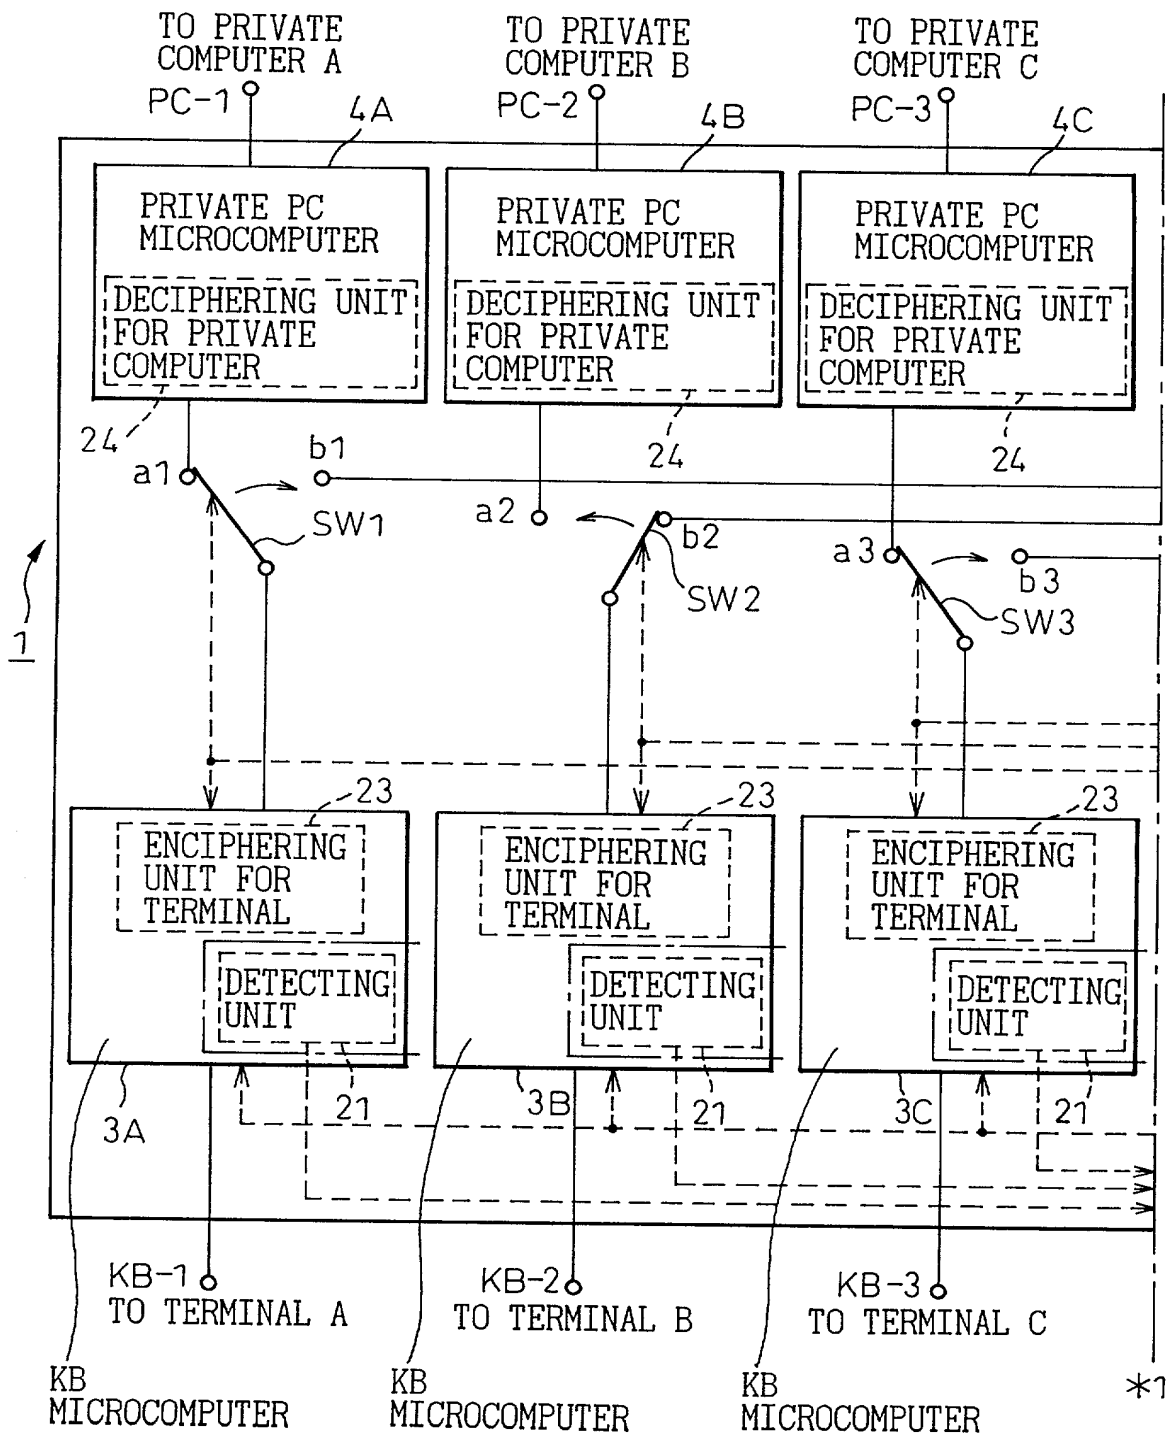 TO PRIVATE
COMPUTER A
TO PRIVATE
COMPUTER B
TO PRIVATE
COMPUTER C
PC-1
PC-2
PC-3
4A
4B
4C
PRIVATE PC
MICROCOMPUTER
PRIVATE PC
MICROCOMPUTER
PRIVATE PC
MICROCOMPUTER
DECIPHERING UNIT
FOR PRIVATE
COMPUTER
DECIPHERING UNIT
FOR PRIVATE
COMPUTER
DECIPHERING UNIT
FOR PRIVATE
COMPUTER
24
24
24
a1
b1
SW1
a2
b2
SW2
a3
b3
SW3
1
23
23
23
ENCIPHERING
UNIT FOR
TERMINAL
ENCIPHERING
UNIT FOR
TERMINAL
ENCIPHERING
UNIT FOR
TERMINAL
DETECTING
UNIT
DETECTING
UNIT
DETECTING
UNIT
3A
21
3B
21
3C
21
KB-1
TO TERMINAL A
KB-2
TO TERMINAL B
KB-3
TO TERMINAL C
KB
MICROCOMPUTER
KB
MICROCOMPUTER
KB
MICROCOMPUTER
*1